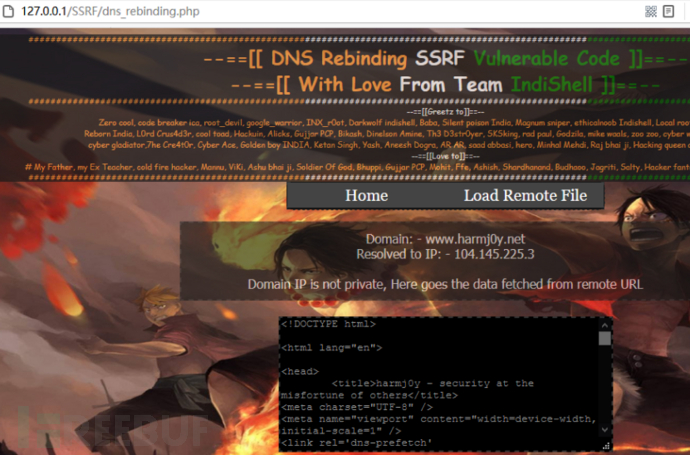 127.0.0.1/SSRF/dns_rebinding.php
--==[[ DNS Rebinding SSRF Vulnerable Code ]]==--
--==[[ With Love From Team IndiShell ]]==--
--==[[Greetz to]]==--
Zero cool, code breaker ica, root_devil, google_warrior, INX_r0ot, Darkwolf indishell, Baba, Silent poison India, Magnum sniper, ethicalnoob Indishell, Local root
Reborn India, L0rd Crus4d3r, cool toad, Hackuin, Alicks, Gujjar PCP, Bikash, Dinelson Amine, Th3 D3str0yer, SKSking, rad paul, Godzila, mike waals, zoo zoo, cyber
cyber gladiator,7he Cre4t0r, Cyber Ace, Golden boy INDIA, Ketan Singh, Yash, Aneesh Dogra, AR AR, saad abbasi, hero, Minhal Mehdi, Raj bhai ji, Hacking queen
--==[[Love to]]==--
# My Father, my Ex Teacher, cold fire hacker, Mannu, ViKi, Ashu bhai ji, Soldier Of God, Bhuppi, Gujjar PCP, Mohit, Ffe, Ashish, Shardhanand, Budhaoo, Jagriti, Salty, Hacker fantas
Home Load Remote File
Domain: - www.harmj0y.net
Resolved to IP: - 104.145.225.3
Domain IP is not private, Here goes the data fetched from remote URL
<!DOCTYPE html>
<html lang="en">
<head>
<title>harmj0y - security at the
misfortune of others</title>
<meta charset="UTF-8" />
<meta name="viewport" content="width=device-width,
initial-scale=1" />
<link rel='dns-prefetch'